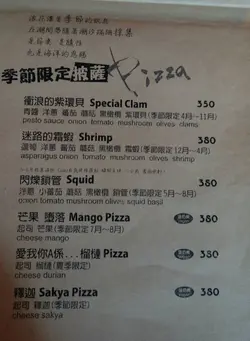 季節限定披薩 Pizza
衝浪的紫環貝 Special Clam 350
青醬 洋蔥 蕃茄 蘑菇 黑橄欖 紫環貝(季節限定4月~11月)
pesto sauce onion tomato mushroom olives clams
迷路的霜蝦 Shrimp 380
蘆筍 洋蔥 蕃茄 蘑菇 黑橄欖 霜蝦(季節限定12月~4月)
asparagus onion tomato mushroom olives shrimp
閃爍鎖管 Squid 380
洋蔥 小蕃茄 蘑菇 黑橄欖 鎖管(季節限定5月~8月)
onion tomato mushroom olives squid basil
芒果 墮落 Mango Pizza 380
起司 芒果(季節限定7月~8月)
cheese mango
愛我你A係...榴槤 Pizza 380
起司 榴槤(夏季限定)
cheese durian
釋迦 Sakya Pizza 380
起司 釋迦(季節限定)
cheese sakya